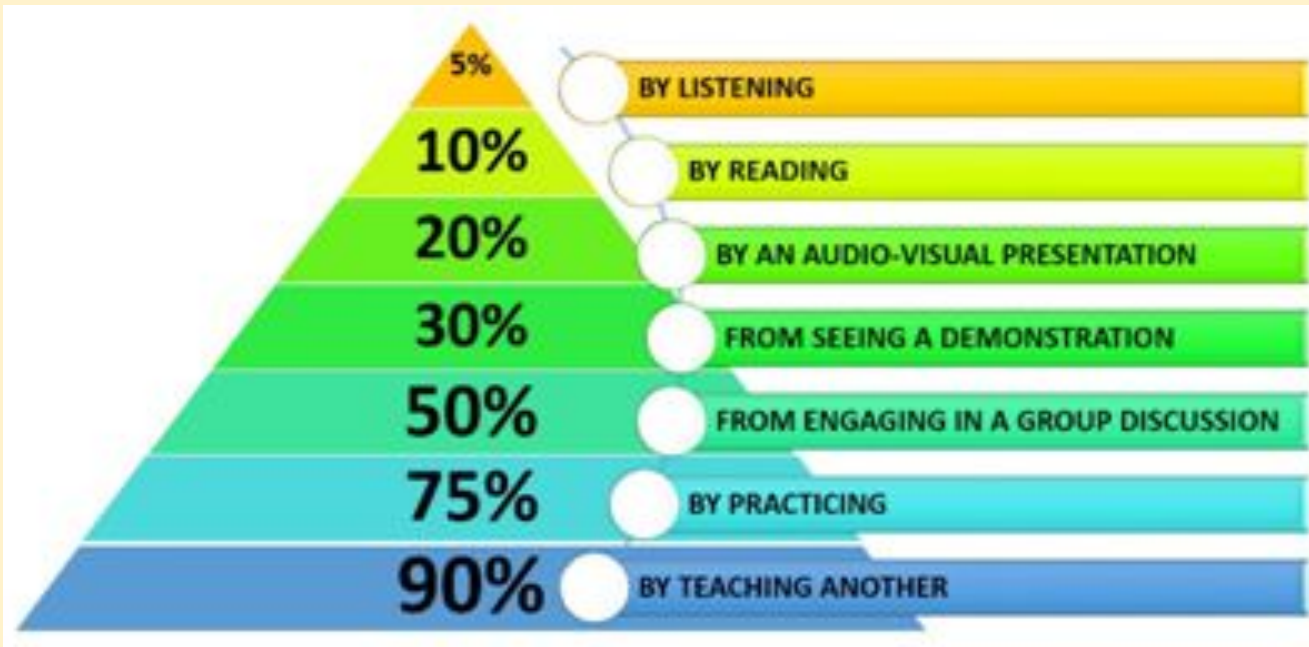 5% BY LISTENING
10% BY READING
20% BY AN AUDIO-VISUAL PRESENTATION
30% FROM SEEING A DEMONSTRATION
50% FROM ENGAGING IN A GROUP DISCUSSION
75% BY PRACTICING
90% BY TEACHING ANOTHER